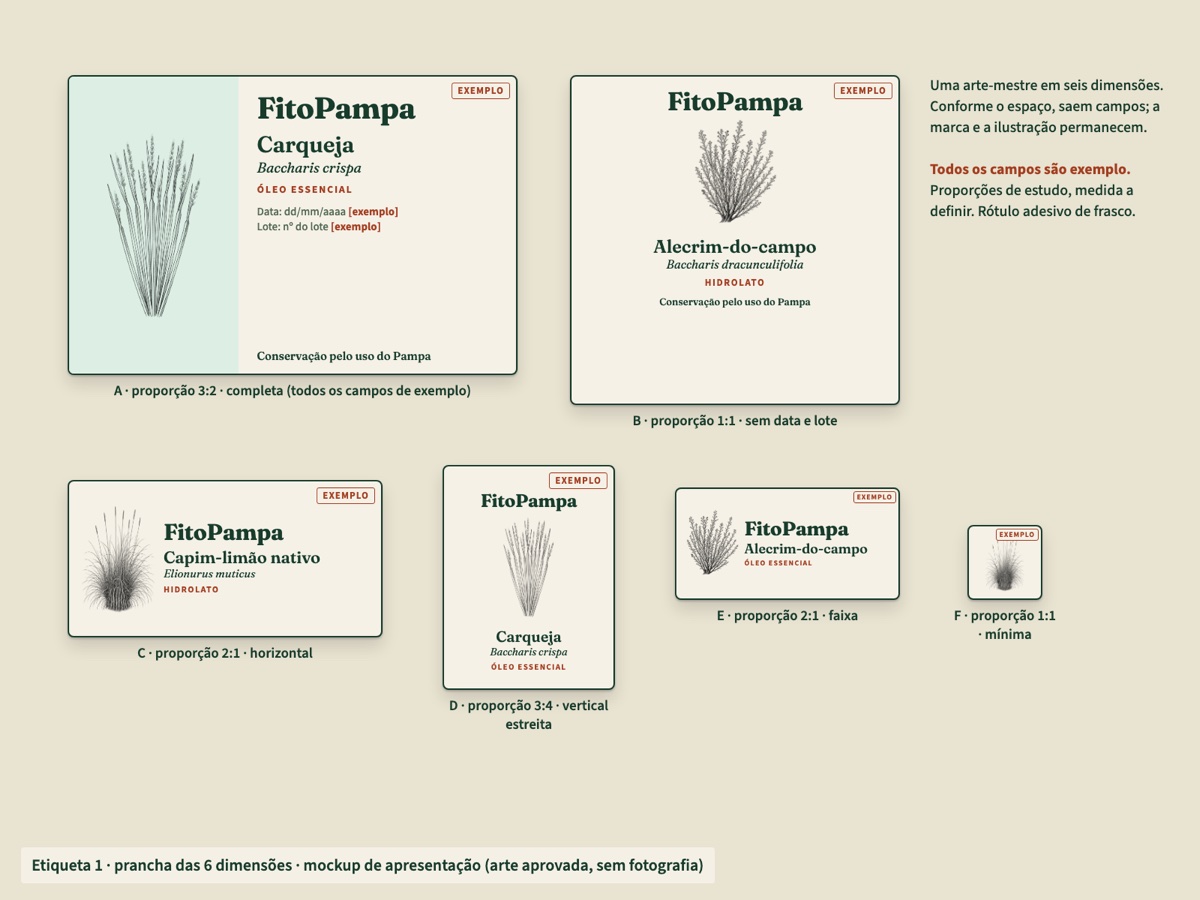 EXEMPLO
FitoPampa
Carqueja
Baccharis crispa
ÓLEO ESSENCIAL
Data: dd/mm/aaaa [exemplo]
Lote: nº do lote [exemplo]
Conservação pelo uso do Pampa
A · proporção 3:2 · completa (todos os campos de exemplo)
EXEMPLO
FitoPampa
Alecrim-do-campo
Baccharis dracunculifolia
HIDROLATO
Conservação pelo uso do Pampa
B · proporção 1:1 · sem data e lote
Uma arte-mestre em seis dimensões.
Conforme o espaço, saem campos; a
marca e a ilustração permanecem.
Todos os campos são exemplo.
Proporções de estudo, medida a
definir. Rótulo adesivo de frasco.
EXEMPLO
FitoPampa
Capim-limão nativo
Elionurus muticus
HIDROLATO
C · proporção 2:1 · horizontal
EXEMPLO
FitoPampa
Carqueja
Baccharis crispa
ÓLEO ESSENCIAL
D · proporção 3:4 · vertical
estreita
EXEMPLO
FitoPampa
Alecrim-do-campo
ÓLEO ESSENCIAL
E · proporção 2:1 · faixa
EXEMPLO
F · proporção 1:1
· mínima
Etiqueta 1 · prancha das 6 dimensões · mockup de apresentação (arte aprovada, sem fotografia)